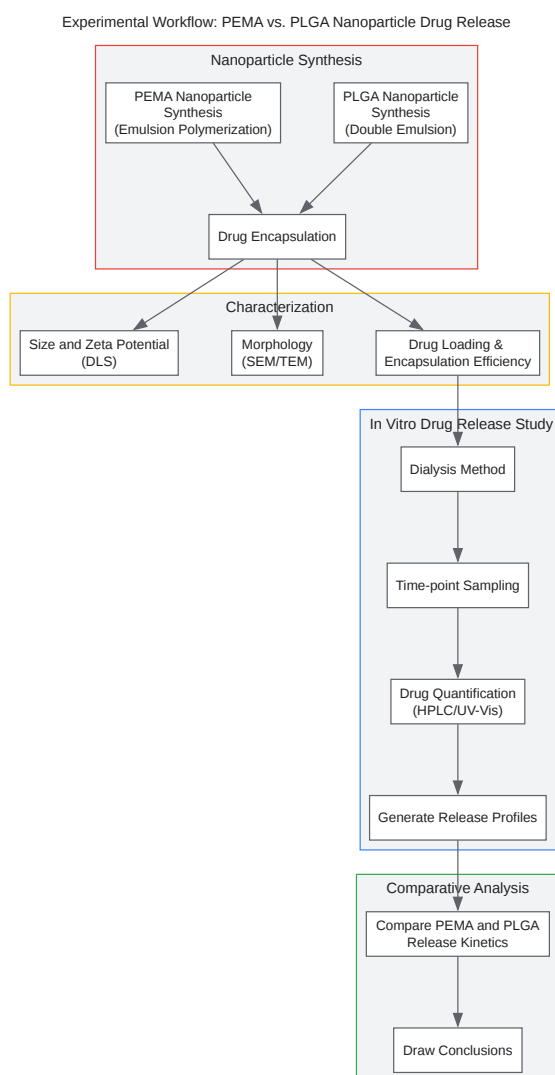 Experimental Workflow: PEMA vs. PLGA Nanoparticle Drug Release
Nanoparticle Synthesis
PEMA Nanoparticle
Synthesis
(Emulsion Polymerization)
PLGA Nanoparticle
Synthesis
(Double Emulsion)
Drug Encapsulation
Characterization
Size and Zeta Potential
(DLS)
Morphology
(SEM/TEM)
Drug Loading &
Encapsulation Efficiency
In Vitro Drug Release Study
Dialysis Method
Time-point Sampling
Drug Quantification
(HPLC/UV-Vis)
Generate Release Profiles
Comparative Analysis
Compare PEMA and PLGA
Release Kinetics
Draw Conclusions